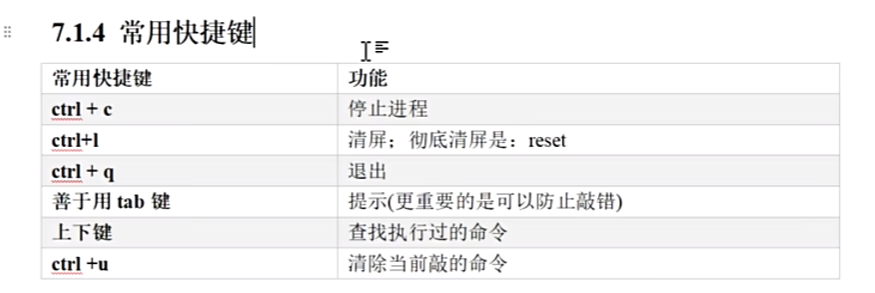 7.1.4 常用快捷键
常用快捷键 功能
ctrl + c 停止进程
ctrl+l 清屏；彻底清屏是：reset
ctrl + q 退出
善于用 tab 键 提示(更重要的是可以防止敲错)
上下键 查找执行过的命令
ctrl +u 清除当前敲的命令